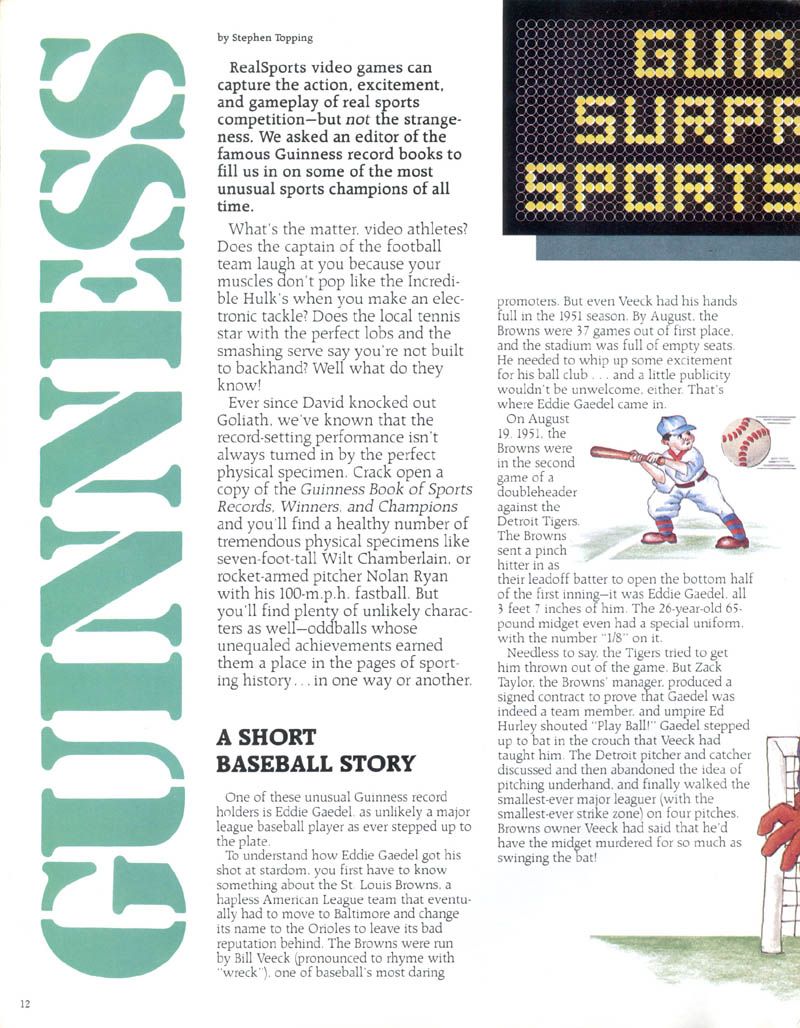 GUINNESS
by Stephen Topping
RealSports video games can
capture the action, excitement,
and gameplay of real sports
competition—but not the strange-
ness. We asked an editor of the
famous Guinness record books to
fill us in on some of the most
unusual sports champions of all
time.
What's the matter, video athletes?
Does the captain of the football
team laugh at you because your
muscles don't pop like the Incredi-
ble Hulk's when you make an elec-
tronic tackle? Does the local tennis
star with the perfect lobs and the
smashing serve say you're not built
to backhand? Well what do they
know!
Ever since David knocked out
Goliath, we've known that the
record-setting performance isn't
always turned in by the perfect
physical specimen. Crack open a
copy of the Guinness Book of Sports
Records, Winners, and Champions
and you'll find a healthy number of
tremendous physical specimens like
seven-foot-tall Wilt Chamberlain, or
rocket-armed pitcher Nolan Ryan
with his 100-m.p.h. fastball. But
you'll find plenty of unlikely charac-
ters as well—oddballs whose
unequaled achievements earned
them a place in the pages of sport-
ing history . . . in one way or another.
A SHORT
BASEBALL STORY
One of these unusual Guinness record
holders is Eddie Gaedel, as unlikely a major
league baseball player as ever stepped up to
the plate.
To understand how Eddie Gaedel got his
shot at stardom, you first have to know
something about the St. Louis Browns, a
hapless American League team that eventu-
ally had to move to Baltimore and change
its name to the Orioles to leave its bad
reputation behind. The Browns were run
by Bill Veeck (pronounced to rhyme with
"wreck"), one of baseball's most daring
GUID
SURPR
SPORTS
promoters. But even Veeck had his hands
full in the 1951 season. By August, the
Browns were 37 games out of first place,
and the stadium was full of empty seats.
He needed to whip up some excitement
for his ball club . . . and a little publicity
wouldn't be unwelcome, either. That's
where Eddie Gaedel came in.
On August
19, 1951, the
Browns were
in the second
game of a
doubleheader
against the
Detroit Tigers.
The Browns
sent a pinch
hitter in as
their leadoff batter to open the bottom half
of the first inning—it was Eddie Gaedel, all
3 feet 7 inches of him. The 26-year-old 65-
pound midget even had a special uniform,
with the number "1/8" on it.
Needless to say, the Tigers tried to get
him thrown out of the game. But Zack
Taylor, the Browns' manager, produced a
signed contract to prove that Gaedel was
indeed a team member, and umpire Ed
Hurley shouted "Play Ball!" Gaedel stepped
up to bat in the crouch that Veeck had
taught him. The Detroit pitcher and catcher
discussed and then abandoned the idea of
pitching underhand, and finally walked the
smallest-ever major leaguer (with the
smallest-ever strike zone) on four pitches.
Browns owner Veeck had said that he'd
have the midget murdered for so much as
swinging the bat!
12